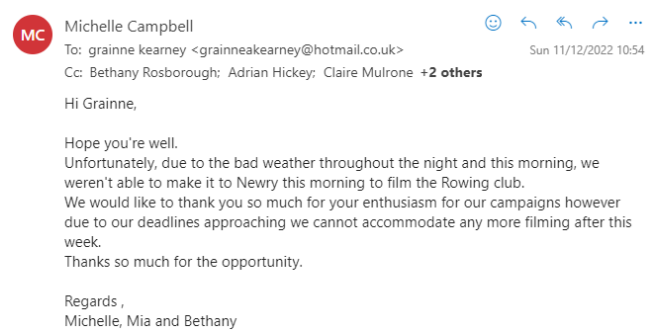 MC
Michelle Campbell
To: grainne kearney <grainneakearney@hotmail.co.uk>
Sun 11/12/2022 10:54
Cc: Bethany Rosborough; Adrian Hickey; Claire Mulrone +2 others
Hi Grainne,
Hope you're well.
Unfortunately, due to the bad weather throughout the night and this morning, we
weren't able to make it to Newry this morning to film the Rowing club.
We would like to thank you so much for your enthusiasm for our campaigns however
due to our deadlines approaching we cannot accommodate any more filming after this
week.
Thanks so much for the opportunity.
Regards ,
Michelle, Mia and Bethany